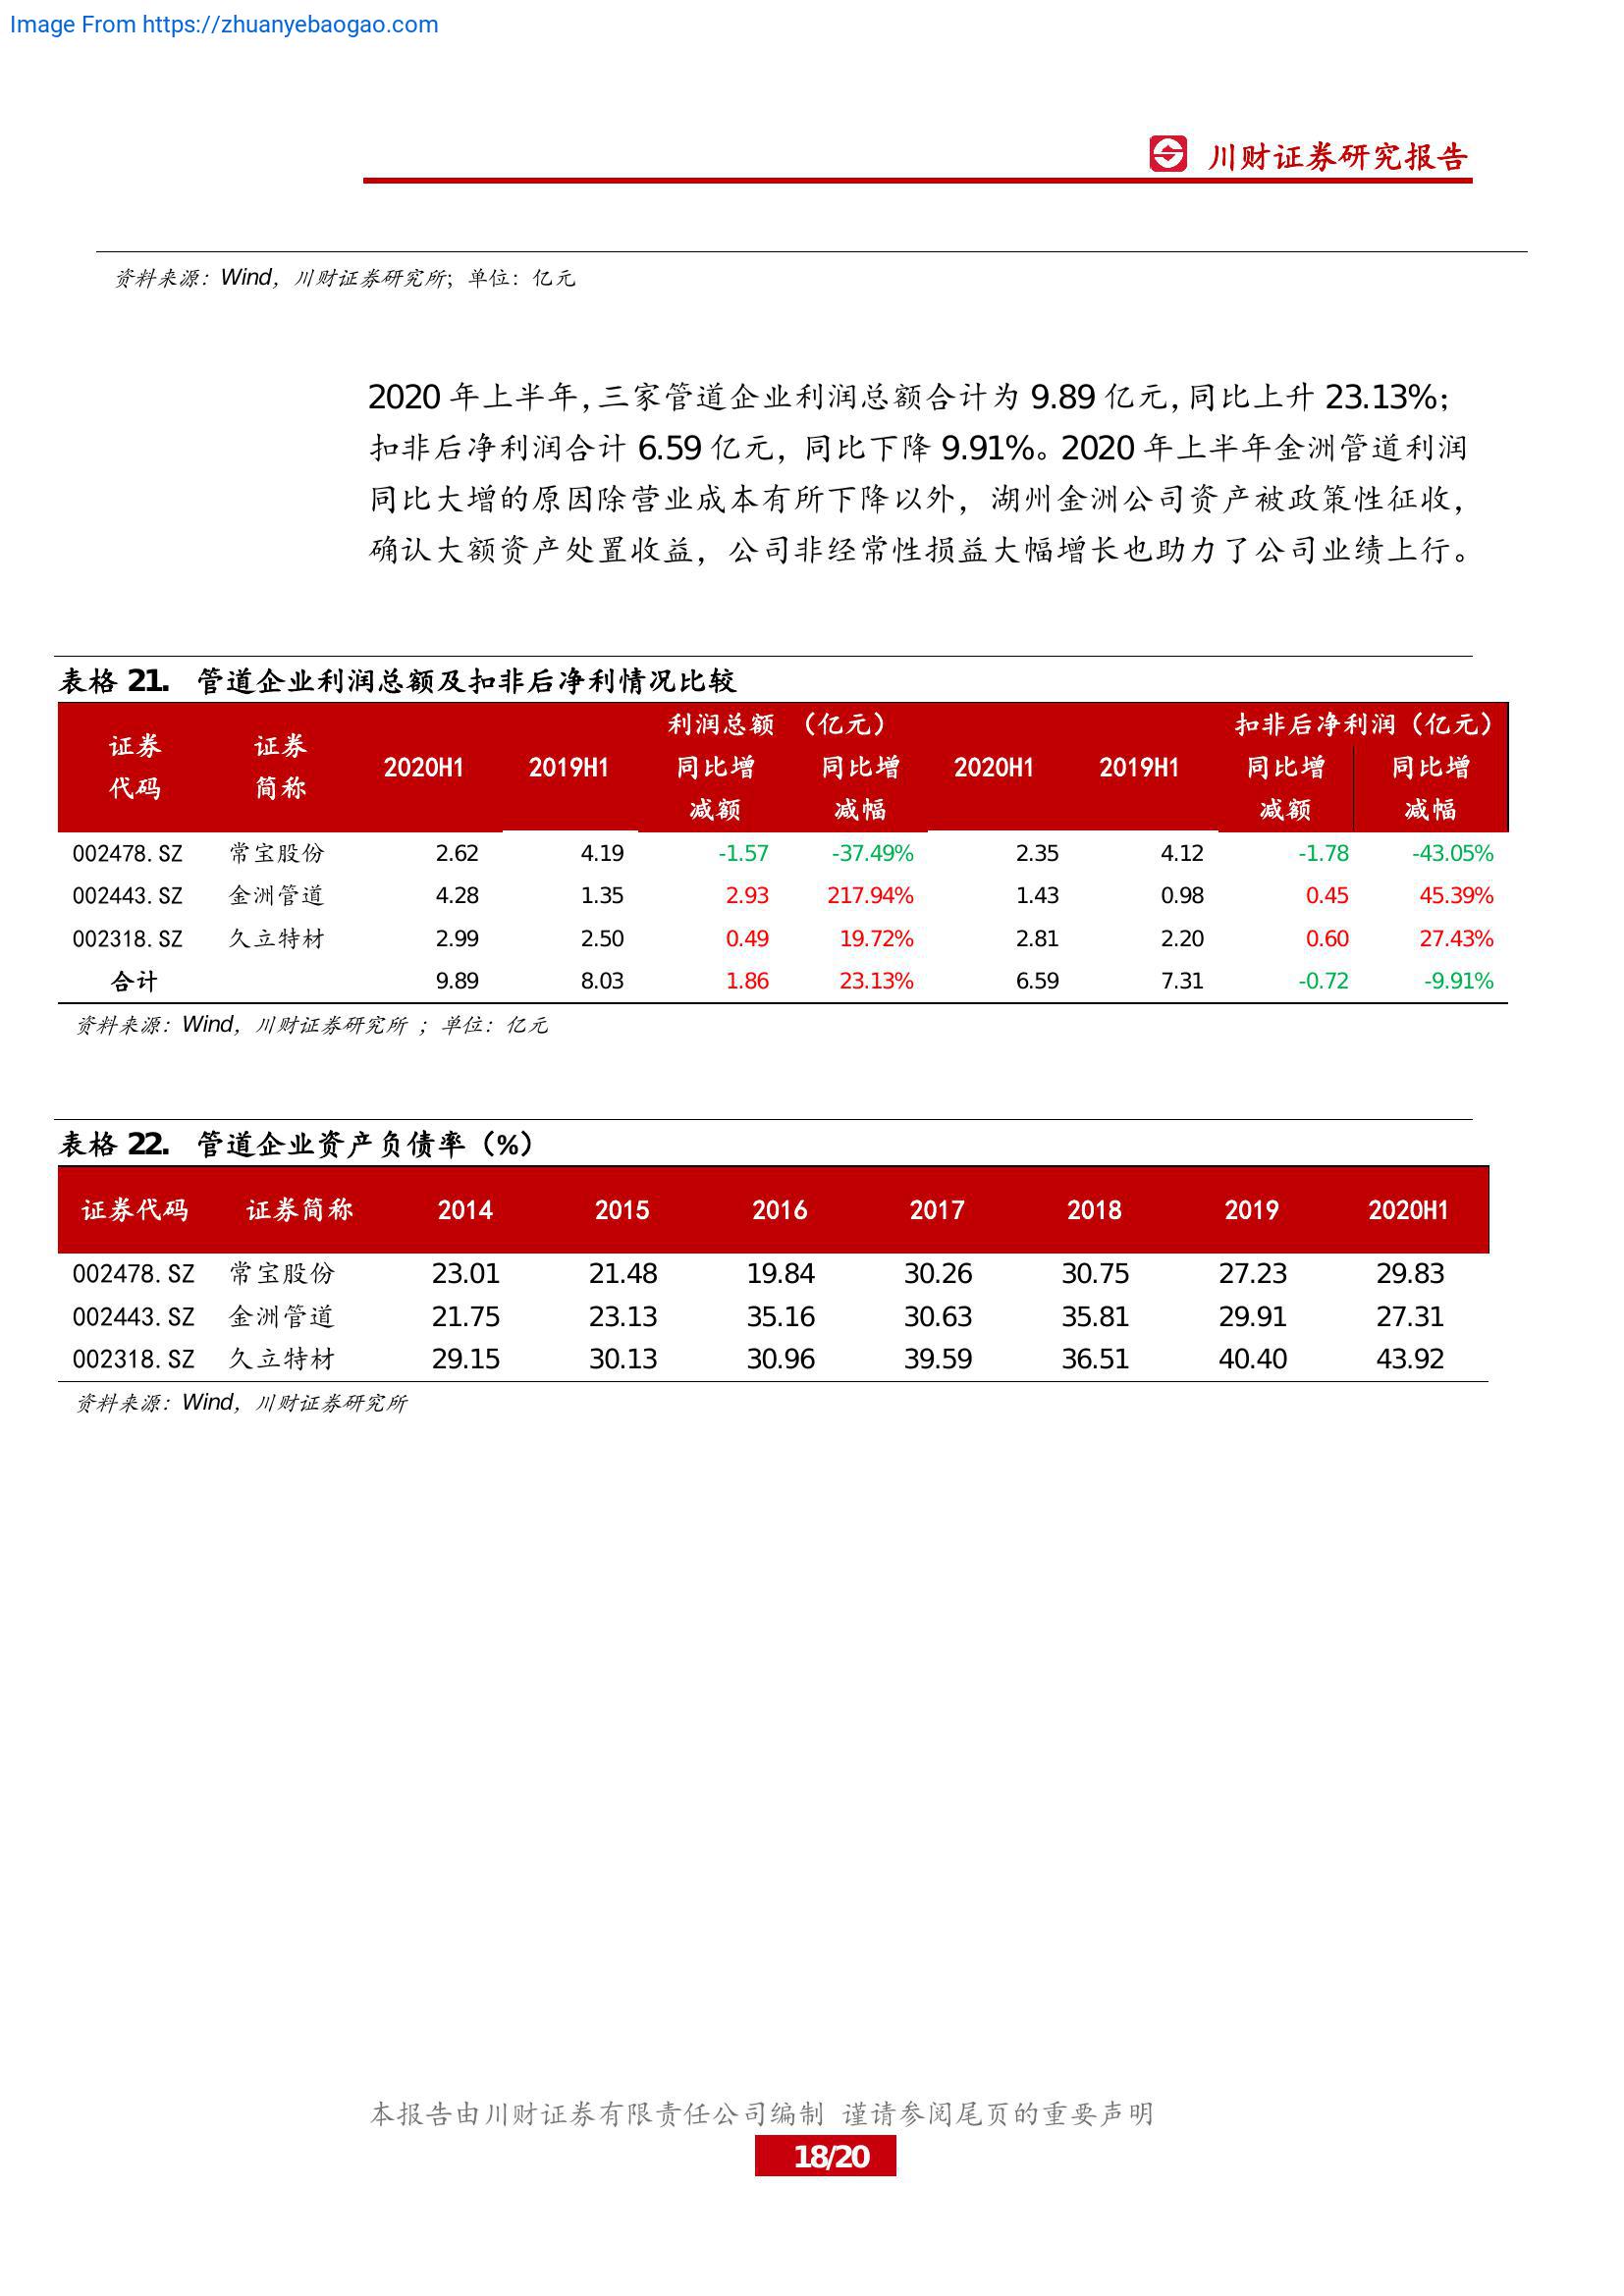 Image From https://zhuanyebaogao.com
川财证券研究报告
资料来源：Wind，川财证券研究所；单位：亿元
2020 年上半年，三家管道企业利润总额合计为 9.89 亿元，同比上升 23.13%；
扣非后净利润合计 6.59 亿元，同比下降 9.91%。2020 年上半年金洲管道利润
同比大增的原因除营业成本有所下降以外，湖州金洲公司资产被政策性征收，
确认大额资产处置收益，公司非经常性损益大幅增长也助力了公司业绩上行。
表格 21. 管道企业利润总额及扣非后净利情况比较
利润总额 （亿元） 扣非后净利润（亿元）
证券代码 证券简称 2020H1 2019H1 同比增减额 同比增减幅 2020H1 2019H1 同比增减额 同比增减幅
002478.SZ 常宝股份 2.62 4.19 -1.57 -37.49% 2.35 4.12 -1.78 -43.05%
002443.SZ 金洲管道 4.28 1.35 2.93 217.94% 1.43 0.98 0.45 45.39%
002318.SZ 久立特材 2.99 2.50 0.49 19.72% 2.81 2.20 0.60 27.43%
合计 9.89 8.03 1.86 23.13% 6.59 7.31 -0.72 -9.91%
资料来源：Wind，川财证券研究所 ；单位：亿元
表格 22. 管道企业资产负债率（%）
证券代码 证券简称 2014 2015 2016 2017 2018 2019 2020H1
002478.SZ 常宝股份 23.01 21.48 19.84 30.26 30.75 27.23 29.83
002443.SZ 金洲管道 21.75 23.13 35.16 30.63 35.81 29.91 27.31
002318.SZ 久立特材 29.15 30.13 30.96 39.59 36.51 40.40 43.92
资料来源：Wind，川财证券研究所
本报告由川财证券有限责任公司编制 谨请参阅尾页的重要声明
18/20